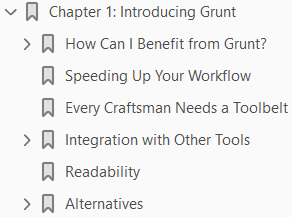 Chapter 1: Introducing Grunt
How Can I Benefit from Grunt?
Speeding Up Your Workflow
Every Craftsman Needs a Toolbelt
Integration with Other Tools
Readability
Alternatives